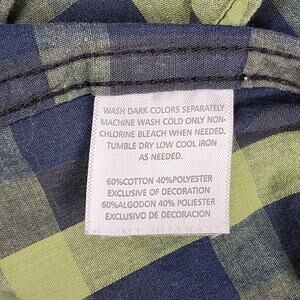 WASH DARK COLORS SEPARATELY
MACHINE WASH COLD ONLY NON-
CHLORINE BLEACH WHEN NEEDED.
TUMBLE DRY LOW COOL IRON
AS NEEDED.
60%COTTON 40%POLYESTER
EXCLUSIVE OF DECORATION
60%ALGODON 40% POLIESTER
EXCLUSIVO DE DECORACIÓN